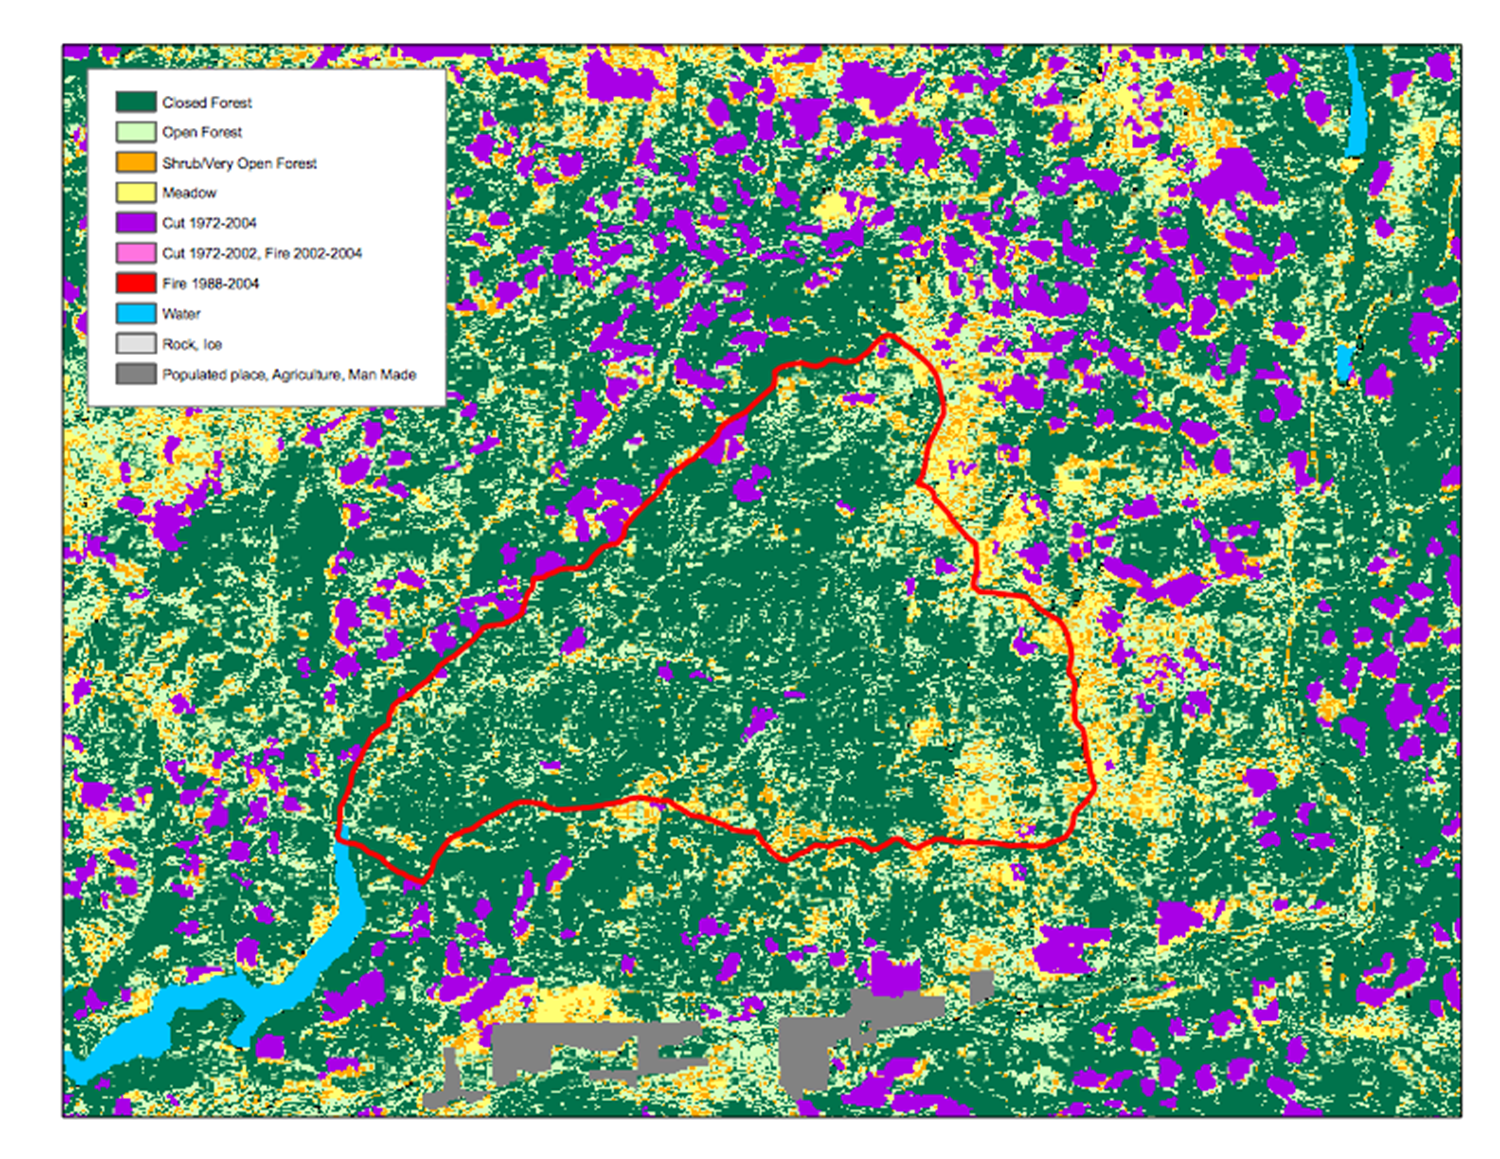 Closed Forest
Open Forest
Shrub/Very Open Forest
Meadow
Cut 1972-2004
Cut 1972-2002, Fire 2002-2004
Fire 1988-2004
Water
Rock, Ice
Populated place, Agriculture, Man Made